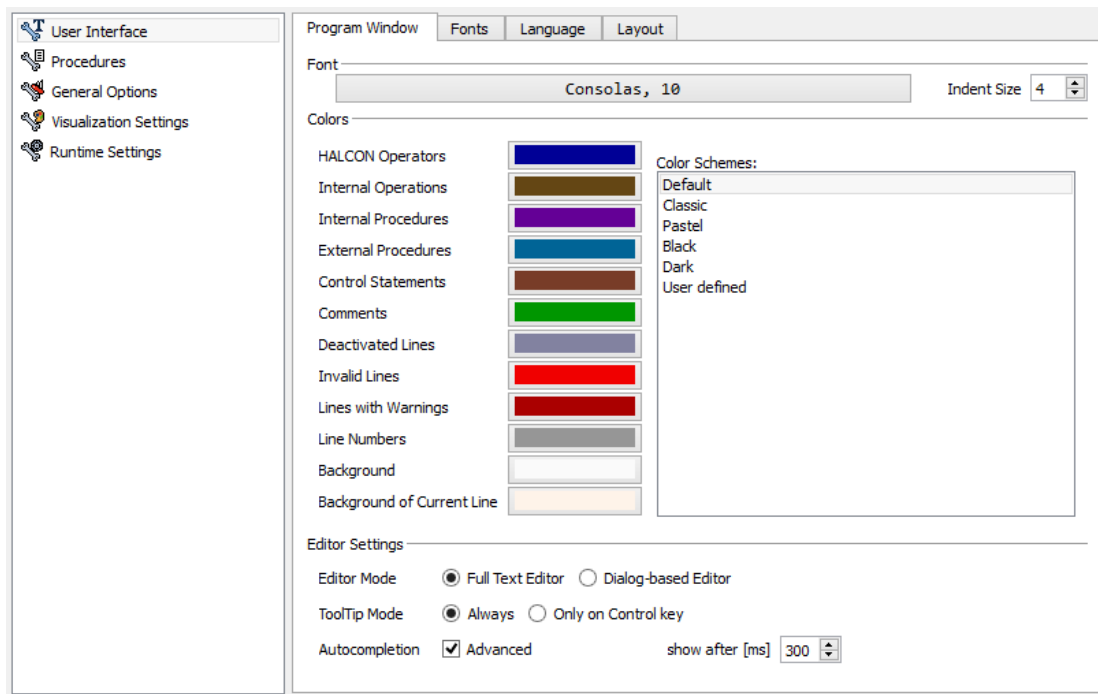 User Interface
Procedures
General Options
Visualization Settings
Runtime Settings
Program Window Fonts Language Layout
Font
Consolas, 10 Indent Size 4
Colors
HALCON Operators
Internal Operations
Internal Procedures
External Procedures
Control Statements
Comments
Deactivated Lines
Invalid Lines
Lines with Warnings
Line Numbers
Background
Background of Current Line
Color Schemes:
Default
Classic
Pastel
Black
Dark
User defined
Editor Settings
Editor Mode Full Text Editor Dialog-based Editor
ToolTip Mode Always Only on Control key
Autocompletion Advanced show after [ms] 300